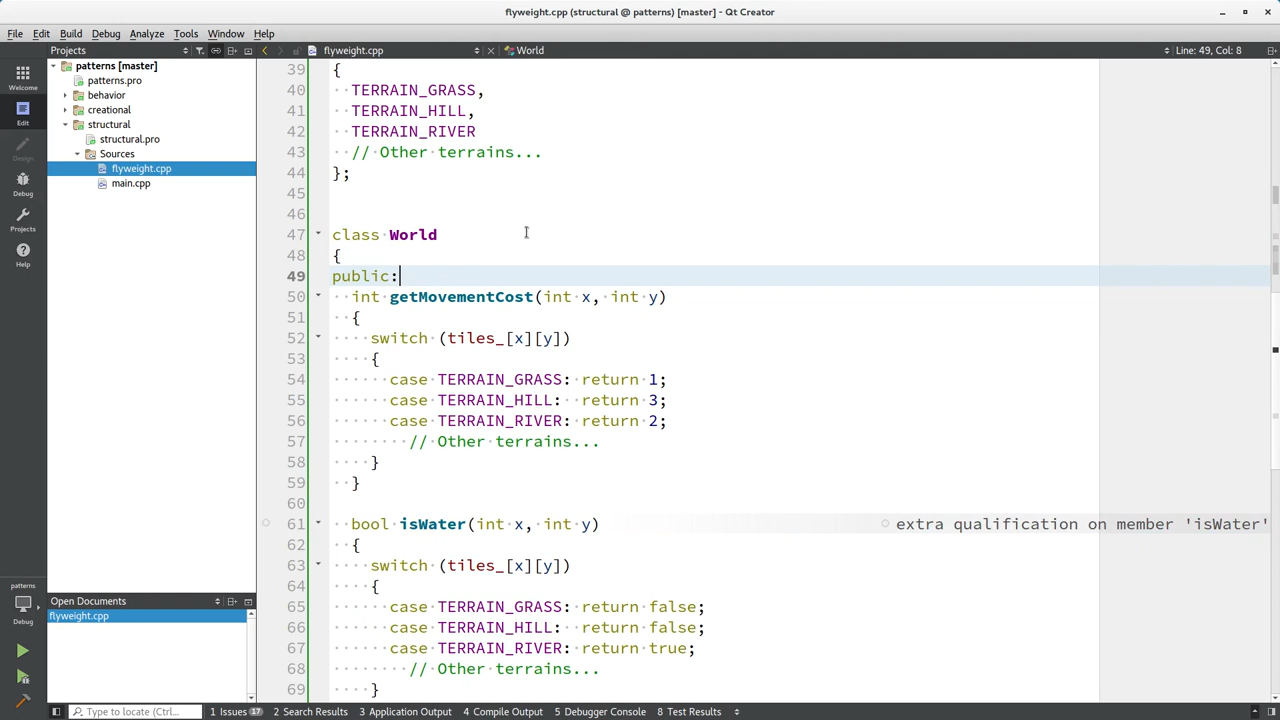 flyweight.cpp (structural @ patterns) [master] - Qt Creator
File Edit Build Debug Analyze Tools Window Help
Projects
flyweight.cpp
World
Line: 49, Col: 8
Welcome
Edit
Design
Debug
Projects
Help
patterns
Debug
patterns [master]
patterns.pro
behavior
creational
structural
structural.pro
Sources
flyweight.cpp
main.cpp
Open Documents
flyweight.cpp
39 {
40 TERRAIN_GRASS,
41 TERRAIN_HILL,
42 TERRAIN_RIVER
43 // Other terrains...
44 };
45
46
47 class World
48 {
49 public:
50 int getMovementCost(int x, int y)
51 {
52 switch (tiles_[x][y])
53 {
54 case TERRAIN_GRASS: return 1;
55 case TERRAIN_HILL: return 3;
56 case TERRAIN_RIVER: return 2;
57 // Other terrains...
58 }
59 }
60
61 bool isWater(int x, int y) extra qualification on member 'isWater'
62 {
63 switch (tiles_[x][y])
64 {
65 case TERRAIN_GRASS: return false;
66 case TERRAIN_HILL: return false;
67 case TERRAIN_RIVER: return true;
68 // Other terrains...
69 }
Type to locate (Ctrl...
1 Issues 17 2 Search Results 3 Application Output 4 Compile Output 5 Debugger Console 8 Test Results